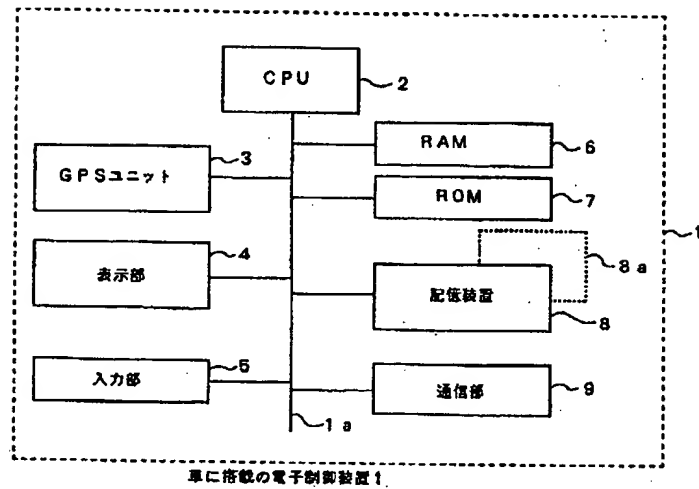 CPU
2
RAM
6
GPSユニット
3
ROM
7
1
表示部
4
記憶装置
8a
8
入力部
5
通信部
9
1a
車に搭載の電子制御装置1